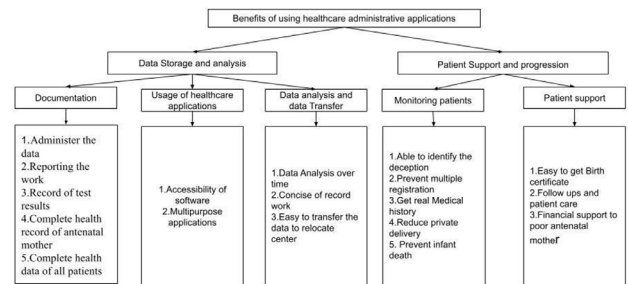 Benefits of using healthcare administrative applications
Data Storage and analysis
Patient Support and progression
Documentation
Usage of healthcare
applications
Data analysis and
data Transfer
Monitoring patients
Patient support
1.Administer the
data
2.Reporting the
work
3.Record of test
results
4.Complete health
record of antenatal
mother
5.Complete health
data of all patients
1.Accessibility of
software
2.Multipurpose
applications
1.Data Analysis over
time
2.Concise of record
work
3.Easy to transfer the
data to relocate
center
1.Able to identify the
deception
2.Prevent multiple
registration
3.Get real Medical
history
4.Reduce private
delivery
5. Prevent infant
death
1.Easy to get Birth
certificate
2.Follow ups and
patient care
3.Financial support to
poor antenatal
mother